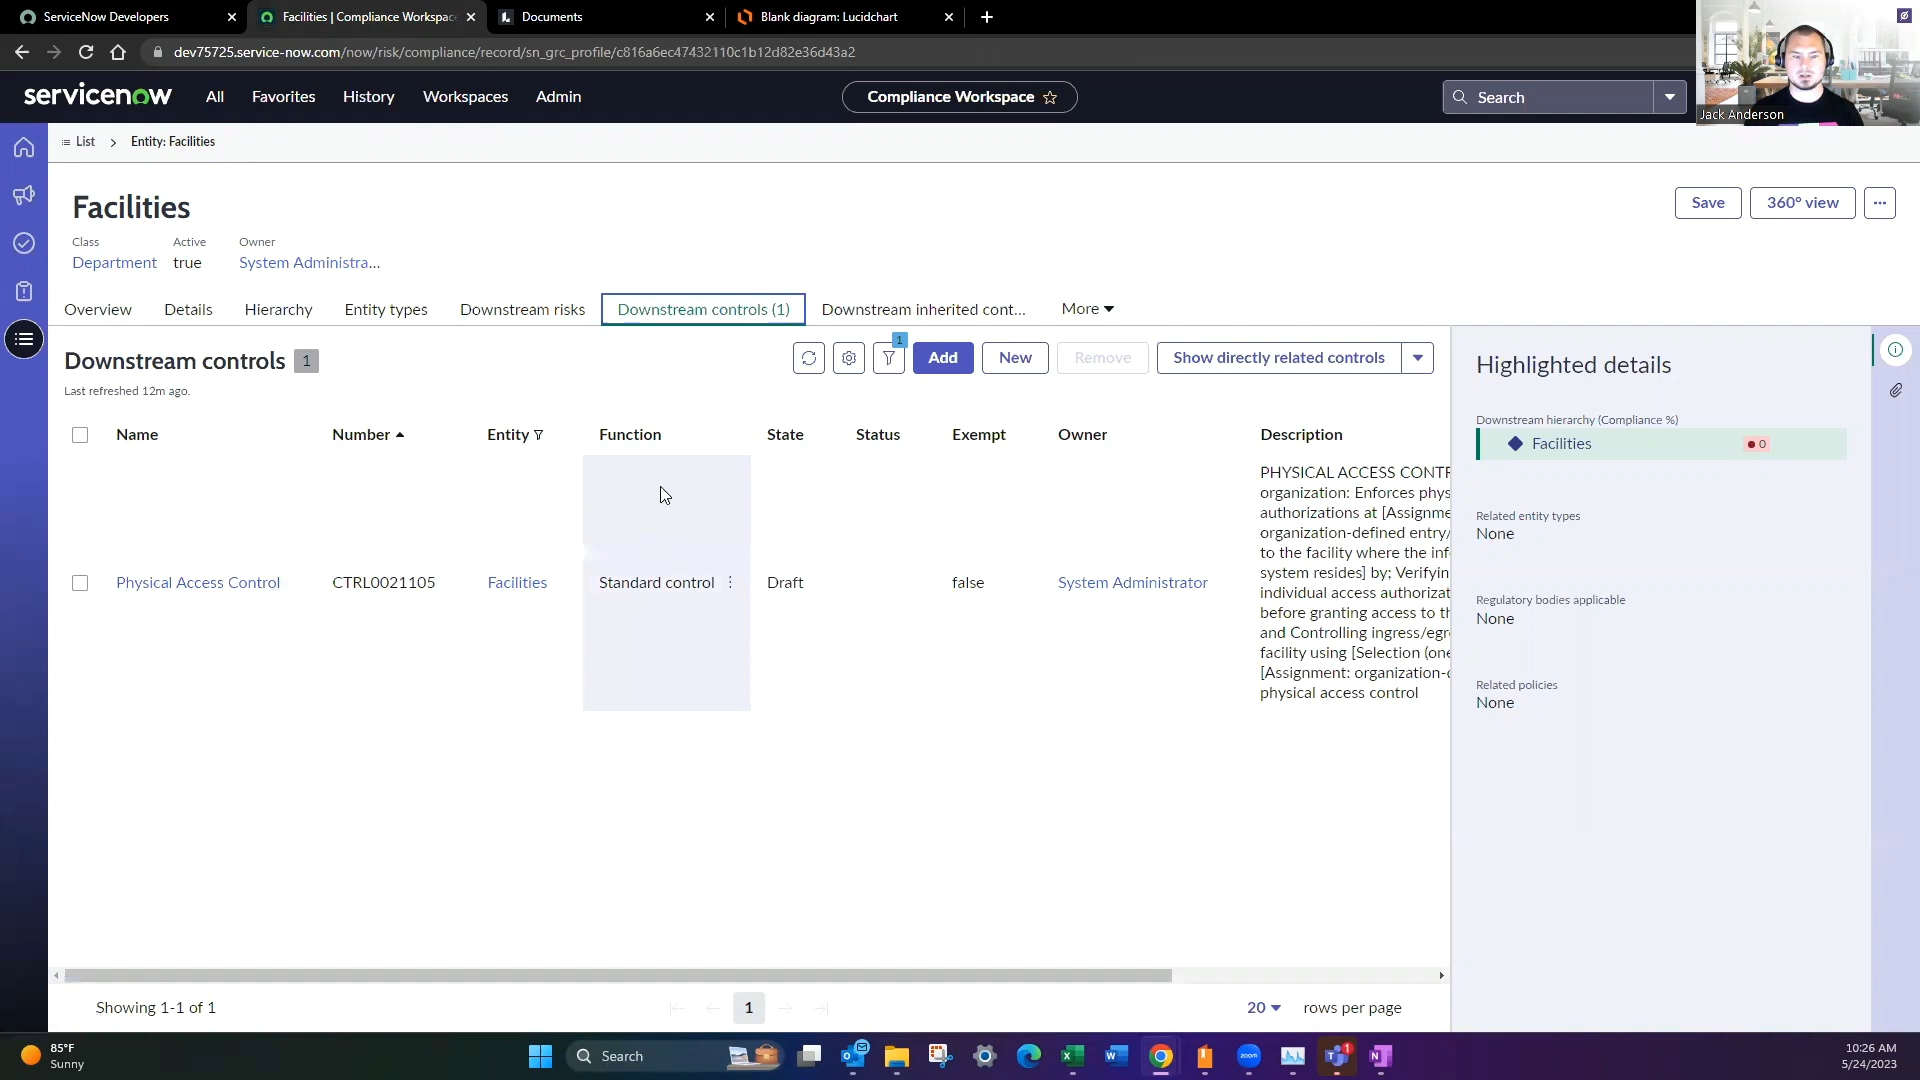 ServiceNow Developers
Facilities | Compliance Workspace
Documents
Blank diagram: Lucidchart
dev75725.service-now.com/now/risk/compliance/record/sn_grc_profile/c816a6ec47432110c1b12d82e36d43a2
servicenow
All
Favorites
History
Workspaces
Admin
Compliance Workspace
Search
Jack Anderson
List
Entity: Facilities
Facilities
Save
360° view
Class
Active
Owner
Department
true
System Administra...
Overview
Details
Hierarchy
Entity types
Downstream risks
Downstream controls (1)
Downstream inherited cont...
More
Downstream controls 1
1
Add
New
Remove
Show directly related controls
Last refreshed 12m ago.
Name
Number
Entity
Function
State
Status
Exempt
Owner
Description
Physical Access Control
CTRL0021105
Facilities
Standard control
Draft
false
System Administrator
PHYSICAL ACCESS CONTR
organization: Enforces phys
authorizations at [Assignme
organization-defined entry/
to the facility where the inf
system resides] by; Verifyin
individual access authorizat
before granting access to th
and Controlling ingress/egr
facility using [Selection (one
[Assignment: organization-d
physical access control
Highlighted details
Downstream hierarchy (Compliance %)
Facilities
0
Related entity types
None
Regulatory bodies applicable
None
Related policies
None
Showing 1-1 of 1
1
20
rows per page
85°F
Sunny
Search
zoom
1
10:26 AM
5/24/2023